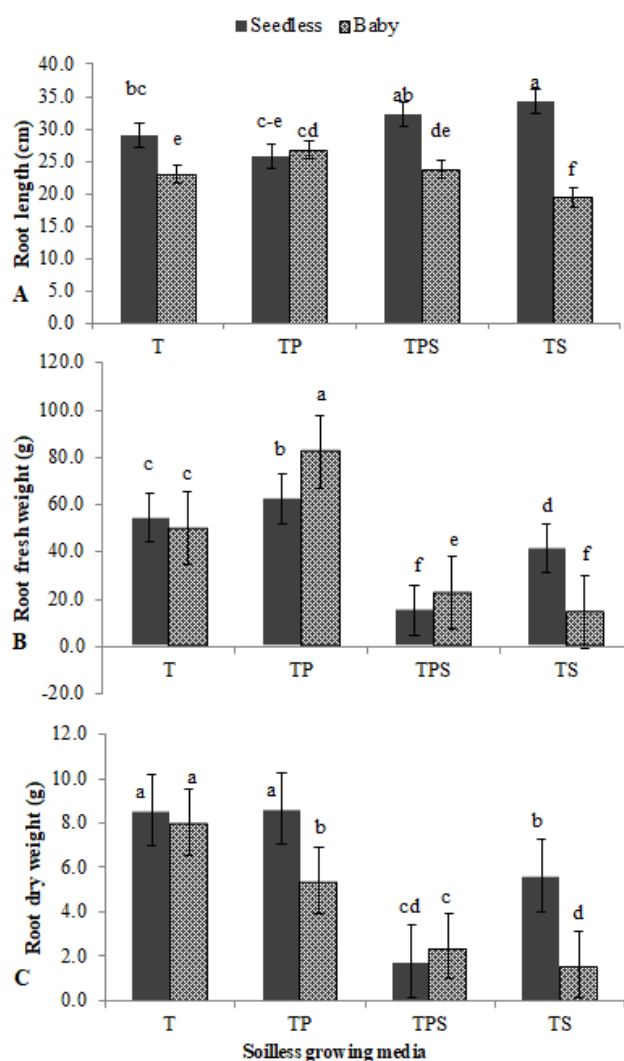 Seedless Baby
Root length (cm)
40.0
35.0
30.0
25.0
20.0
15.0
10.0
5.0
0.0
bc e c-e cd ab de a f
A
T TP TPS TS
Root fresh weight (g)
120.0
100.0
80.0
60.0
40.0
20.0
0.0
-20.0
c c b a f e d f
B
T TP TPS TS
Root dry weight (g)
12.0
10.0
8.0
6.0
4.0
2.0
0.0
a a a b cd c b d
C
T TP TPS TS
Soilless growing media